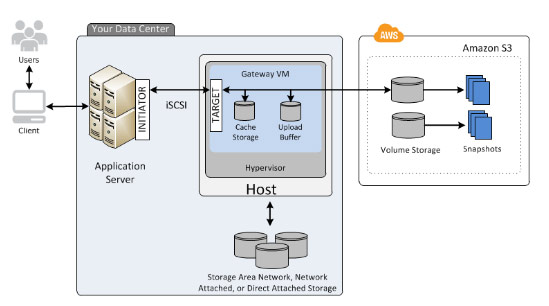 Your Data Center
AWS
Amazon S3
Users
Client
INITIATOR
iSCSI
TARGET
Gateway VM
Cache
Storage
Upload
Buffer
Hypervisor
Host
Application
Server
Volume Storage
Snapshots
Storage Area Network, Network
Attached, or Direct Attached Storage